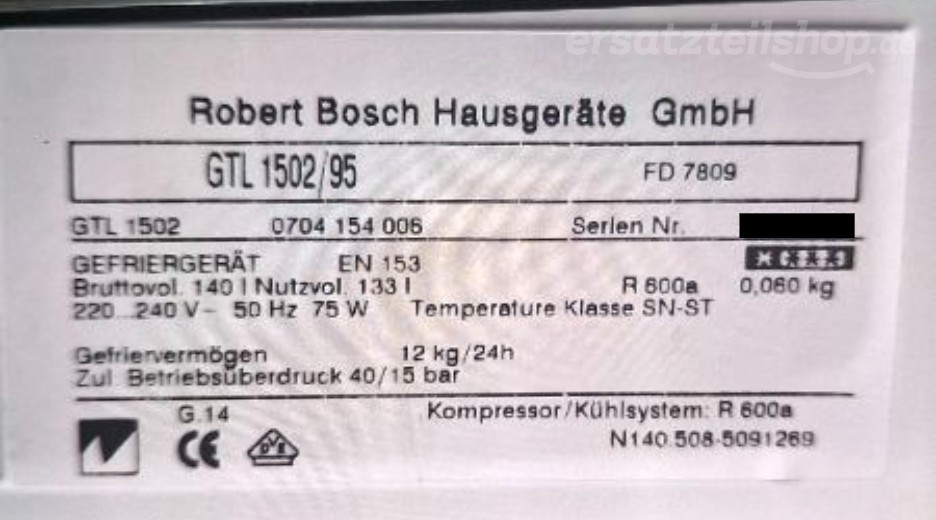 ersatzteilshop.de
Robert Bosch Hausgeräte GmbH
GTL 1502/95 FD 7809
GTL 1502 0704 154 006 Serien Nr.
GEFRIERGERÄT EN 153
Bruttovol. 140 l Nutzvol. 133 l R 600a 0,060 kg
220...240 V~ 50 Hz 75 W Temperature Klasse SN-ST
Gefriervermögen 12 kg/24h
Zul. Betriebsüberdruck 40/15 bar
G.14 Kompressor/Kühlsystem: R 600a
CE DVE N140.508-5091269